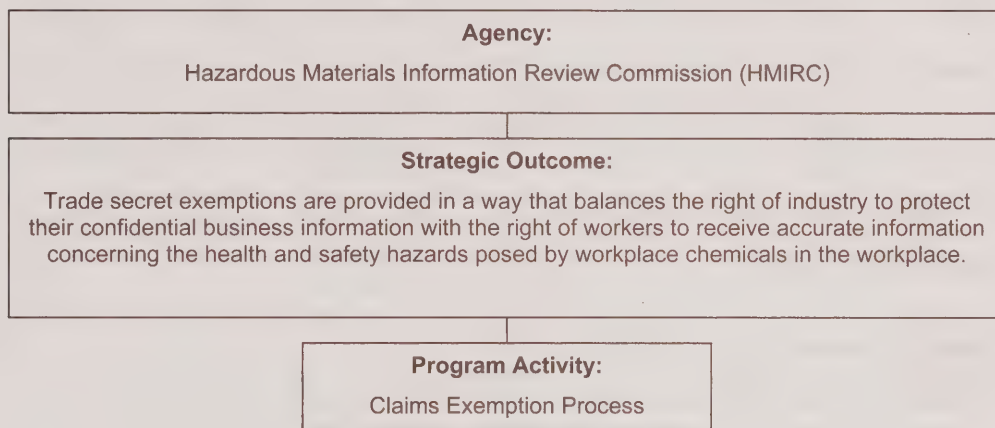 Agency:
Hazardous Materials Information Review Commission (HMIRC)
Strategic Outcome:
Trade secret exemptions are provided in a way that balances the right of industry to protect
their confidential business information with the right of workers to receive accurate information
concerning the health and safety hazards posed by workplace chemicals in the workplace.
Program Activity:
Claims Exemption Process